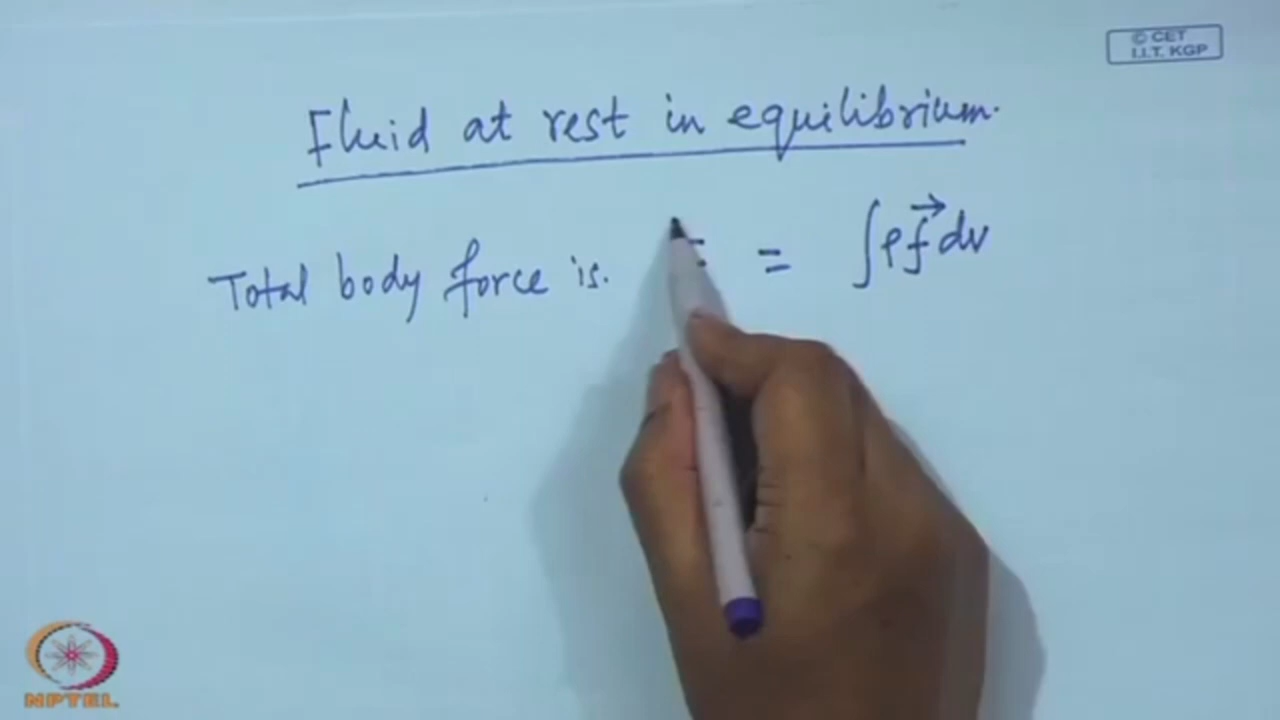 © CET
I.I.T. KGP
Fluid at rest in equilibrium.
Total body force is. = ∫ρf⃗dv
NPTEL